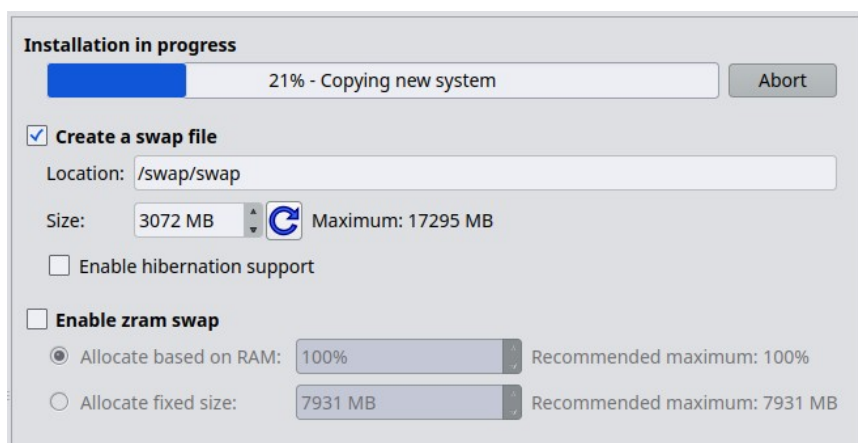 Installation in progress
21% - Copying new system Abort
Create a swap file
Location: /swap/swap
Size: 3072 MB Maximum: 17295 MB
Enable hibernation support
Enable zram swap
Allocate based on RAM: 100% Recommended maximum: 100%
Allocate fixed size: 7931 MB Recommended maximum: 7931 MB